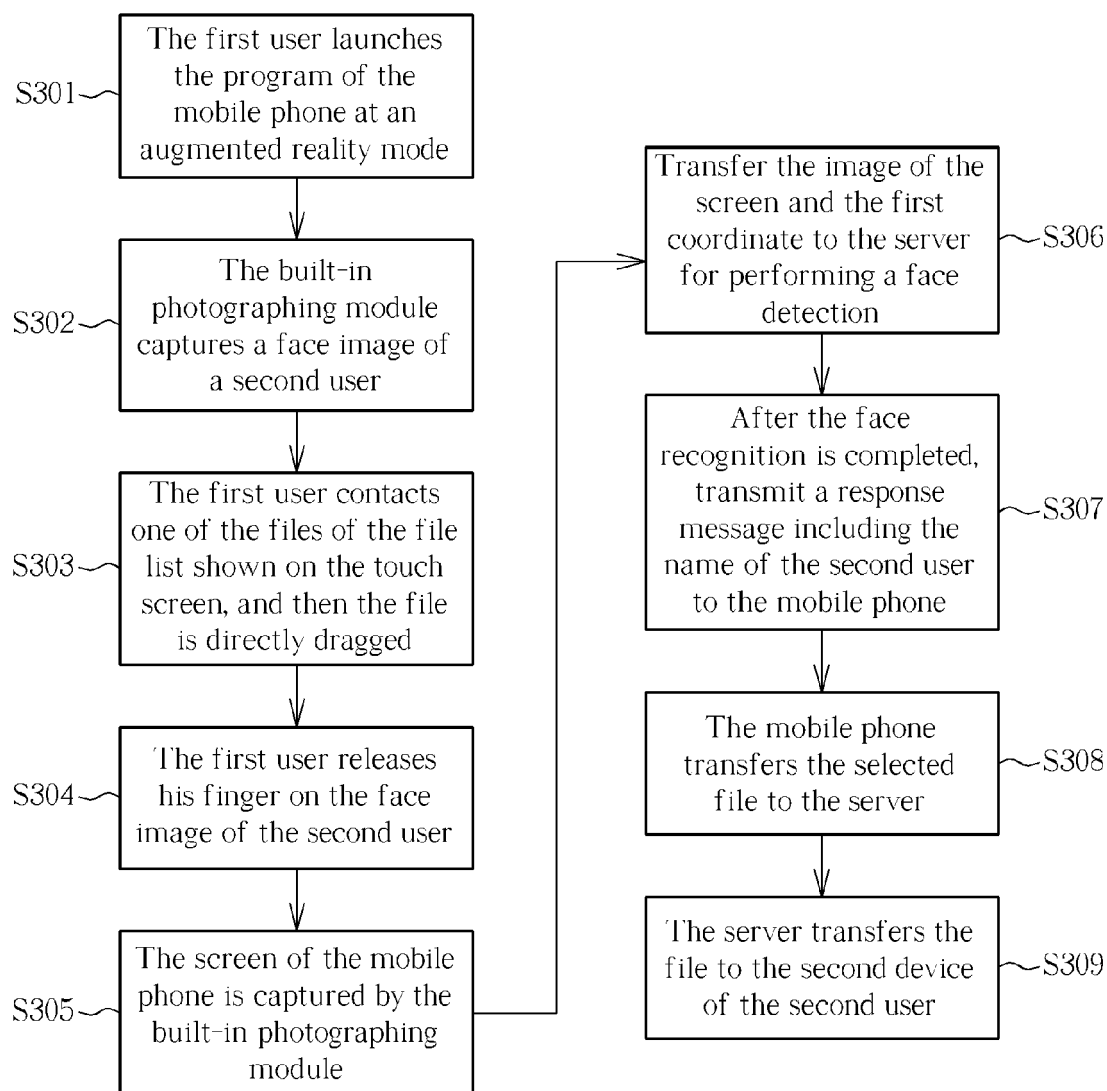 S301
The first user launches
the program of the
mobile phone at an
augmented reality mode
S302
The built-in
photographing module
captures a face image of
a second user
S303
The first user contacts
one of the files of the file
list shown on the touch
screen, and then the file
is directly dragged
S304
The first user releases
his finger on the face
image of the second user
S305
The screen of the mobile
phone is captured by the
built-in photographing
module
Transfer the image of the
screen and the first
coordinate to the server
for performing a face
detection
S306
After the face
recognition is completed,
transmit a response
message including the
name of the second user
to the mobile phone
S307
The mobile phone
transfers the selected
file to the server
S308
The server transfers the
file to the second device
of the second user
S309